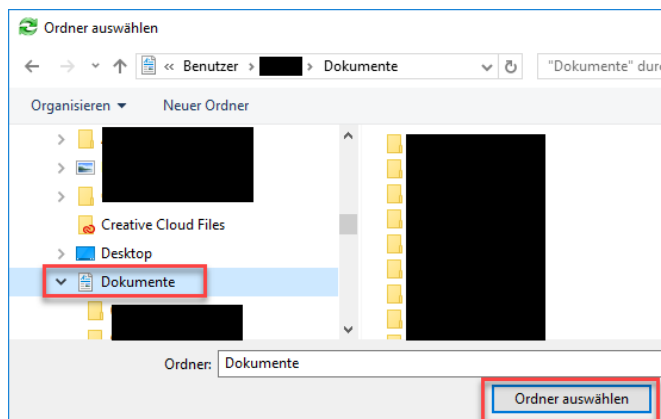 Ordner auswählen
« Benutzer > > Dokumente "Dokumente" durc
Organisieren Neuer Ordner
Creative Cloud Files
Desktop
Dokumente
Ordner: Dokumente
Ordner auswählen